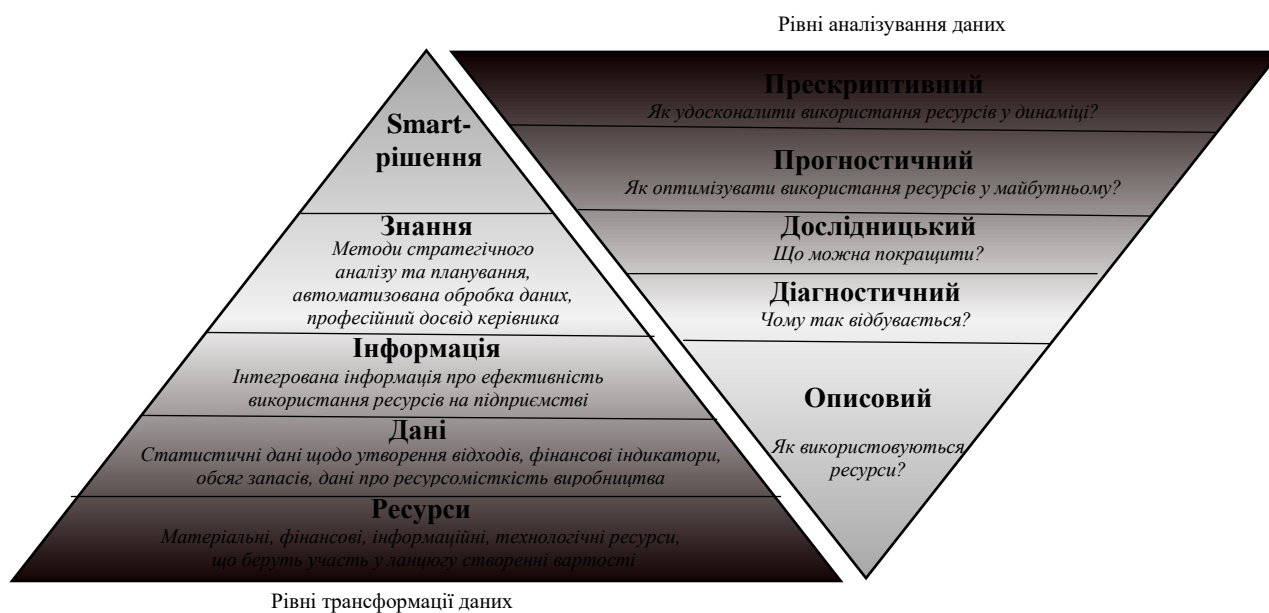 Рівні аналізування даних
Smart-
рішення
Знання
Методи стратегічного
аналізу та планування,
автоматизована обробка даних,
професійний досвід керівника
Інформація
Інтегрована інформація про ефективність
використання ресурсів на підприємстві
Дані
Статистичні дані щодо утворення відходів, фінансові індикатори,
обсяг запасів, дані про ресурсомісткість виробництва
Ресурси
Матеріальні, фінансові, інформаційні, технологічні ресурси,
що беруть участь у ланцюгу створенні вартості
Прескриптивний
Як удосконалити використання ресурсів у динаміці?
Прогностичний
Як оптимізувати використання ресурсів у майбутньому?
Дослідницький
Що можна покращити?
Діагностичний
Чому так відбувається?
Описовий
Як використовуються
ресурси?
Рівні трансформації даних